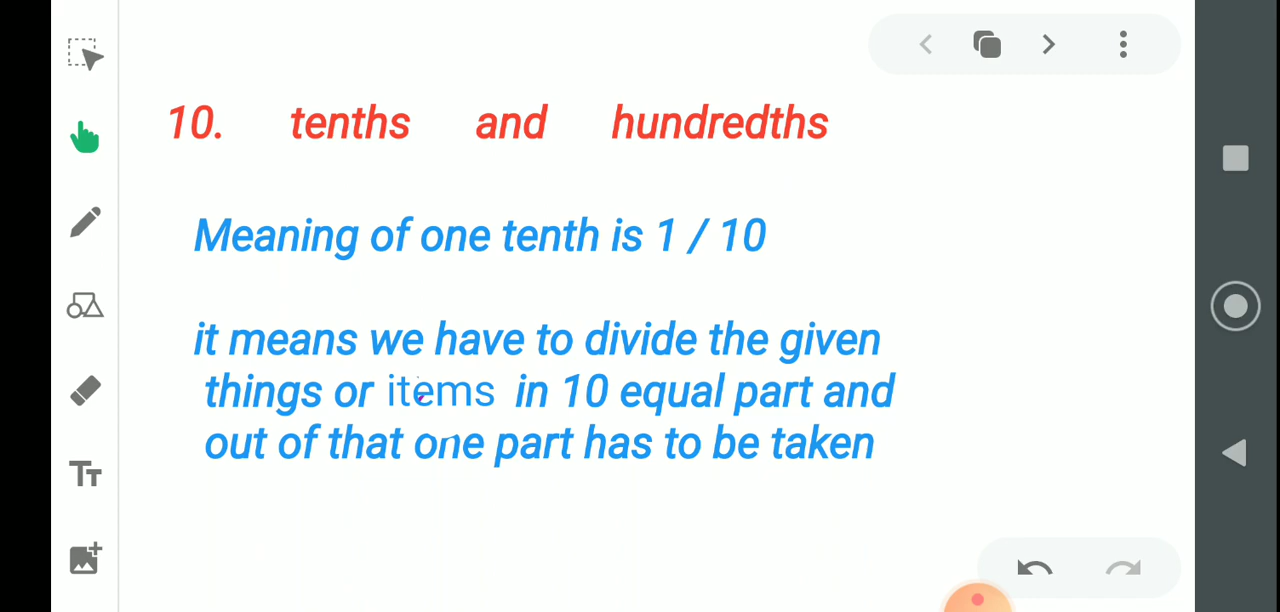 10. tenths and hundredths
Meaning of one tenth is 1 / 10
it means we have to divide the given
things or items in 10 equal part and
out of that one part has to be taken